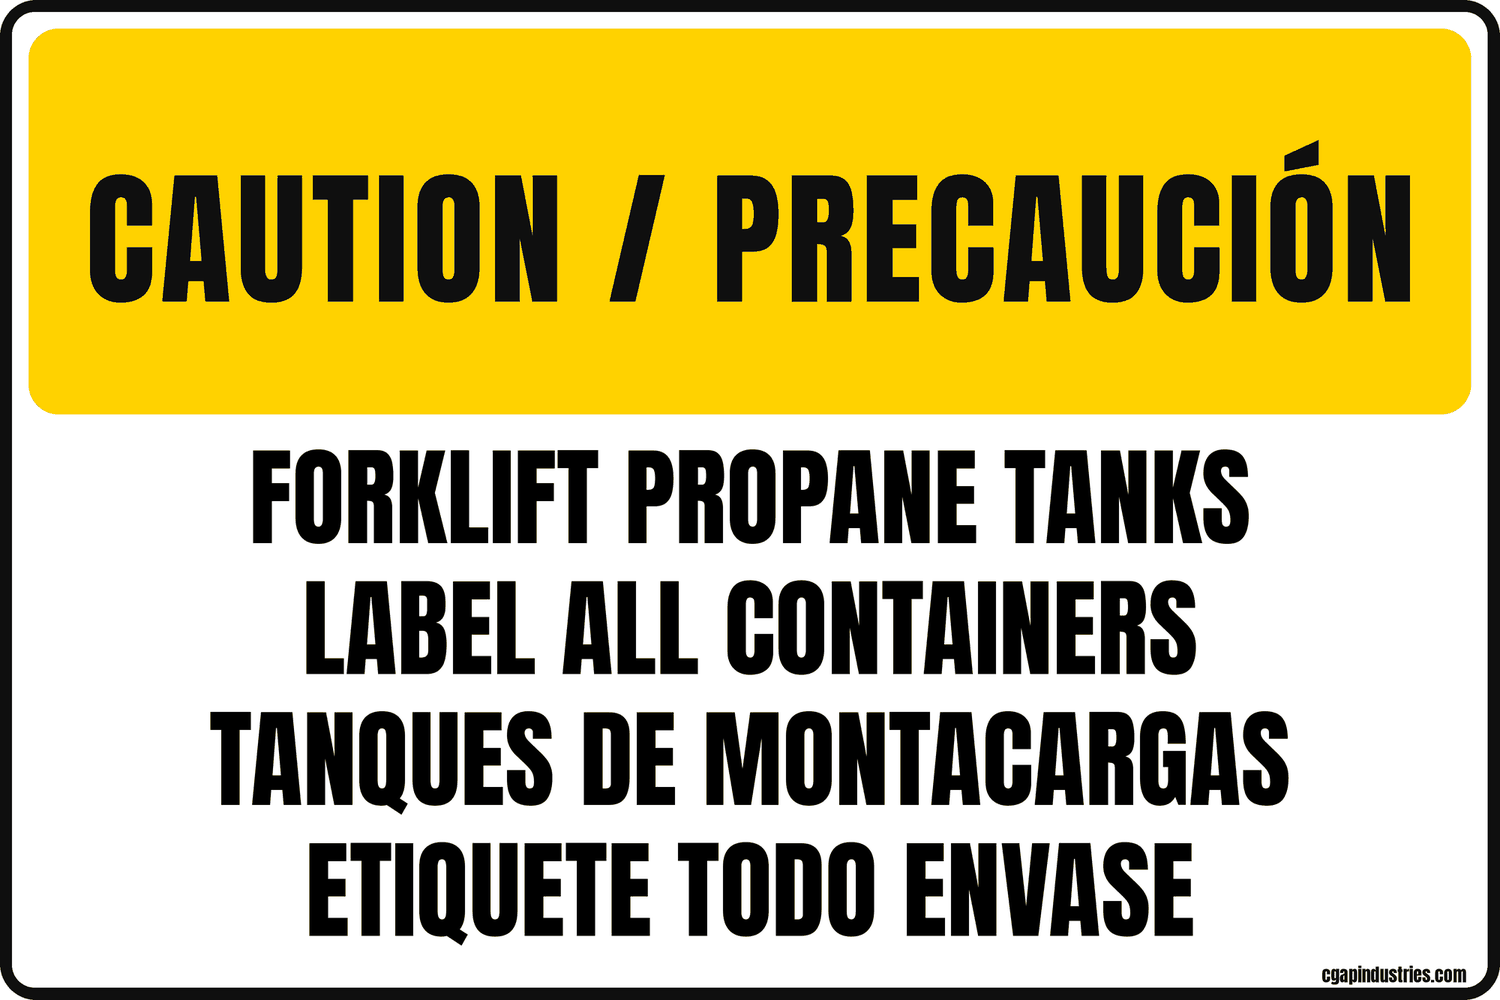 CAUTION / PRECAUCIÓN
FORKLIFT PROPANE TANKS
LABEL ALL CONTAINERS
TANQUES DE MONTACARGAS
ETIQUETE TODO ENVASE
cgapindustries.com